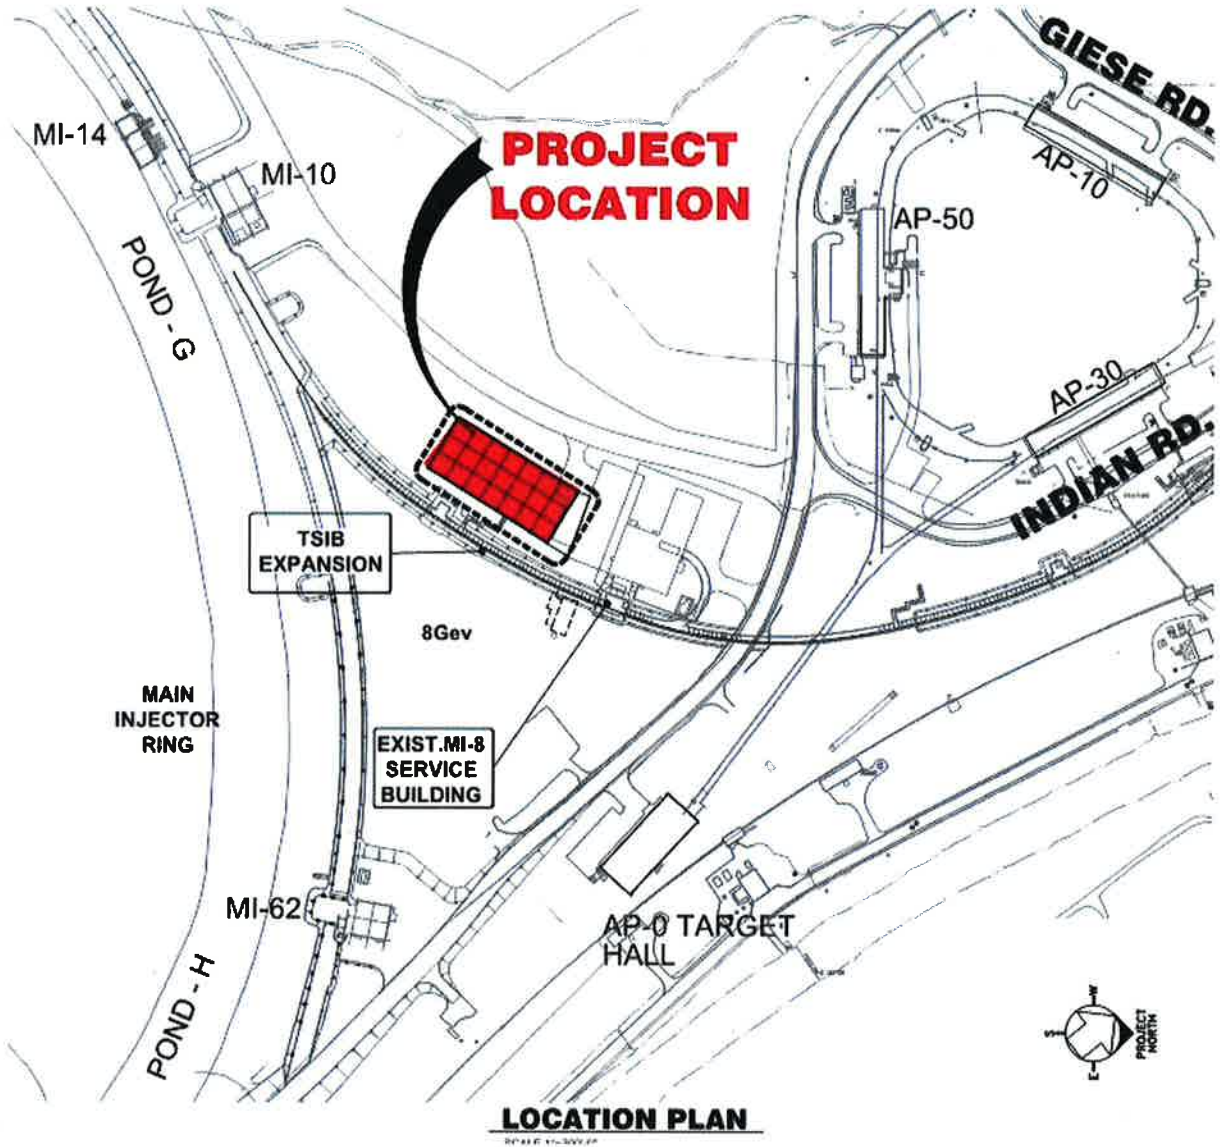 GIESE RD.
MI-14
PROJECT
LOCATION
MI-10
AP-10
AP-50
POND - G
AP-30
INDIAN RD.
TSIB
EXPANSION
8Gev
MAIN
INJECTOR
RING
EXIST.MI-8
SERVICE
BUILDING
MI-62
AP-0 TARGET
HALL
POND - H
W
S
E
PROJECT
NORTH
LOCATION PLAN